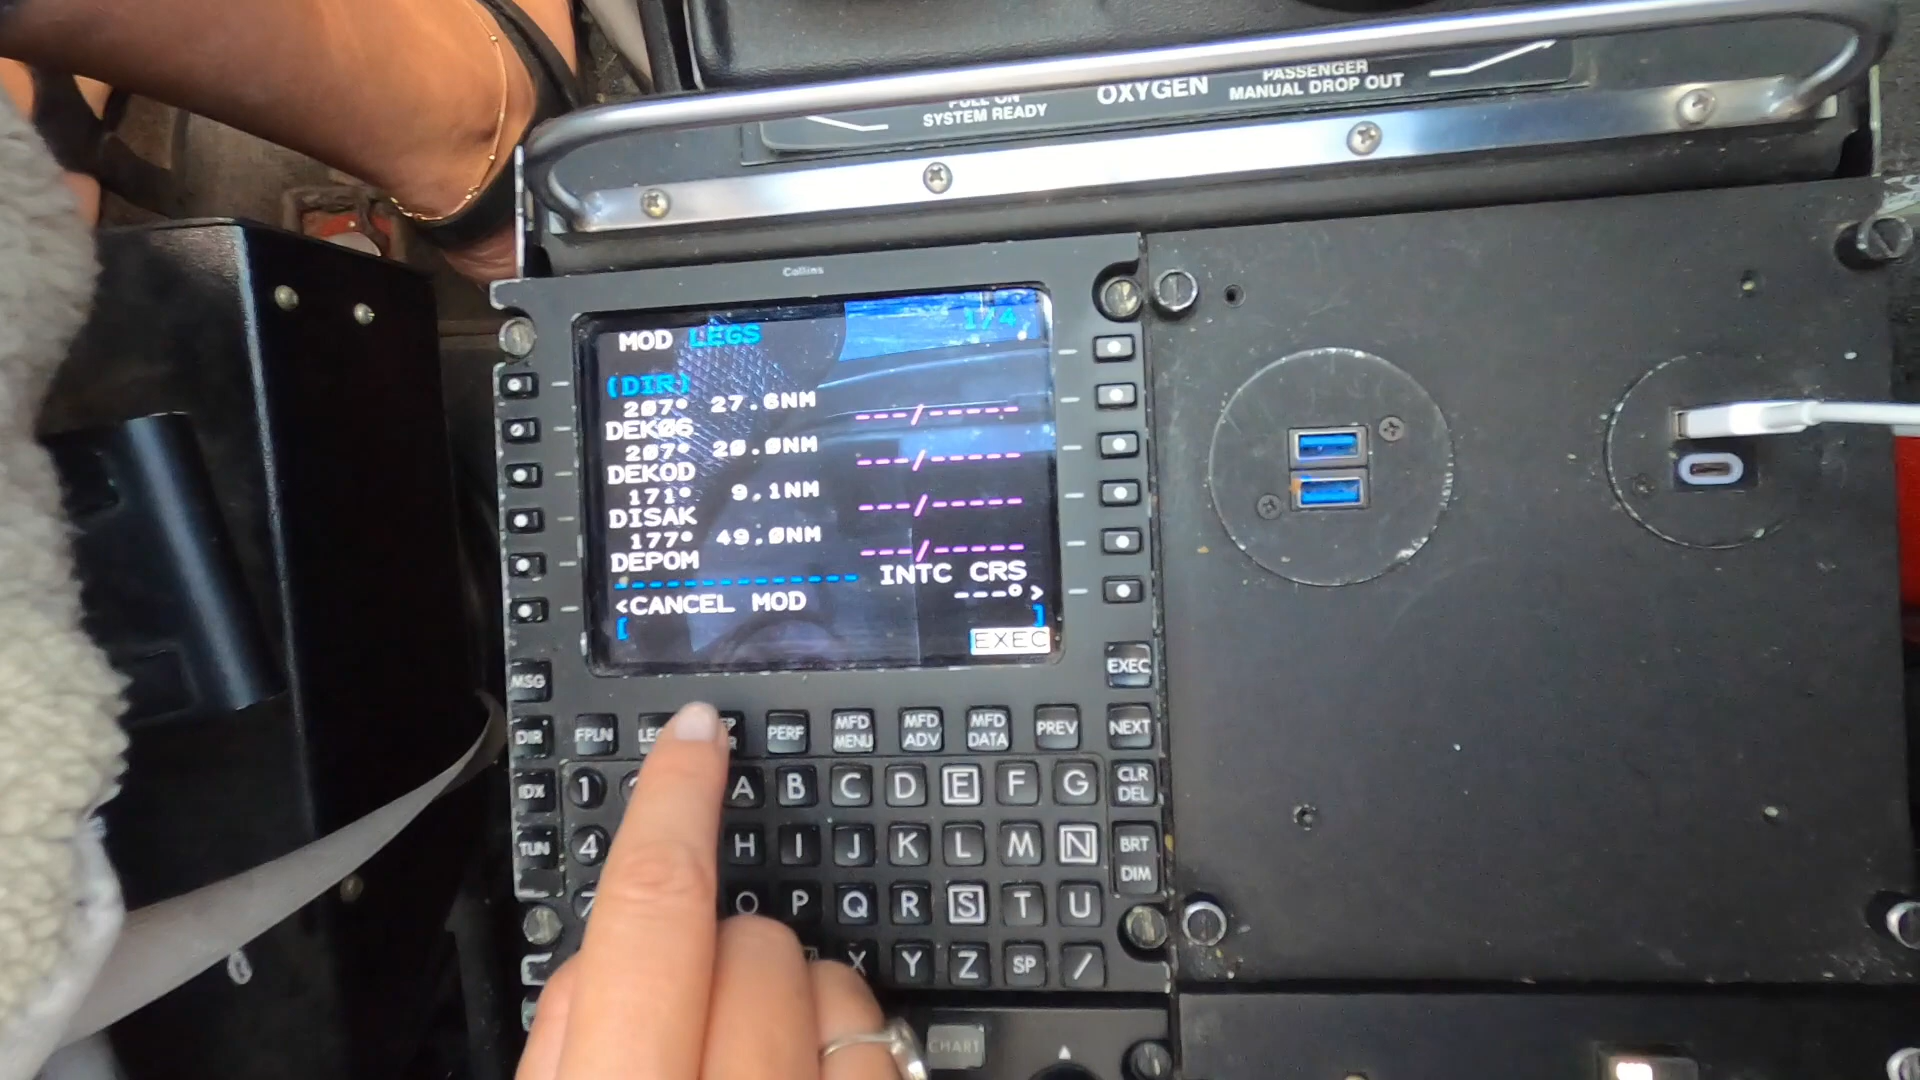 SYSTEM READY
OXYGEN
PASSENGER
MANUAL DROP OUT
Collins
MOD LEGS 1/4
(DIR)
207° 27.6NM
DEK06 ---/-----
207° 20.0NM
DEKOD ---/-----
171° 9.1NM
DISAK ---/-----
177° 49.0NM
DEPOM ---/-----
-------------- INTC CRS
<CANCEL MOD ---°>
[ ]
EXEC
MSG EXEC
DIR FPLN PERF MFD MENU MFD ADV MFD DATA PREV NEXT
IDX 1 A B C D E F G CLR DEL
TUN 4 H I J K L M N BRT DIM
7 O P Q R S T U
X Y Z SP /
CHART